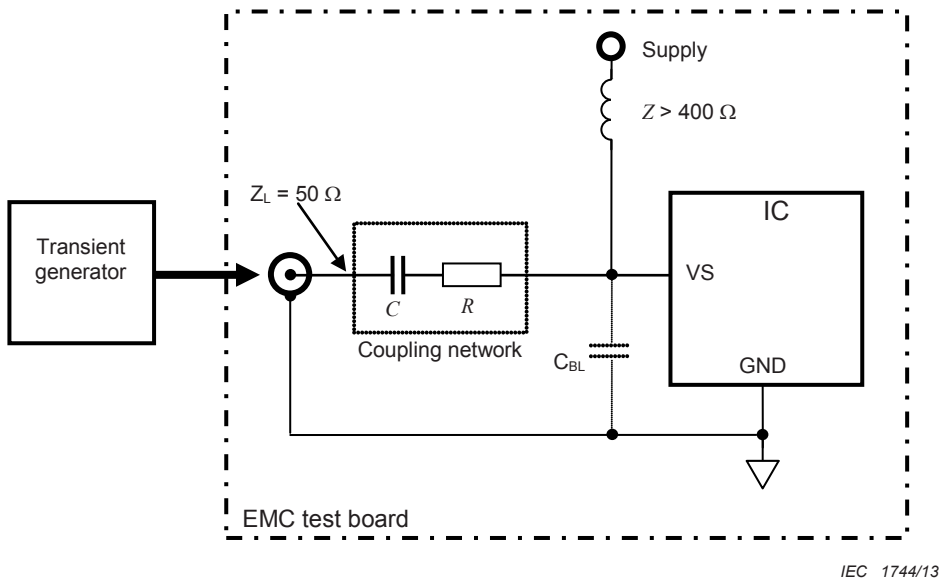 Supply
Z > 400 Ω
Z_L = 50 Ω
IC
Transient
generator
VS
C
R
Coupling network
C_BL
GND
EMC test board
IEC 1744/13